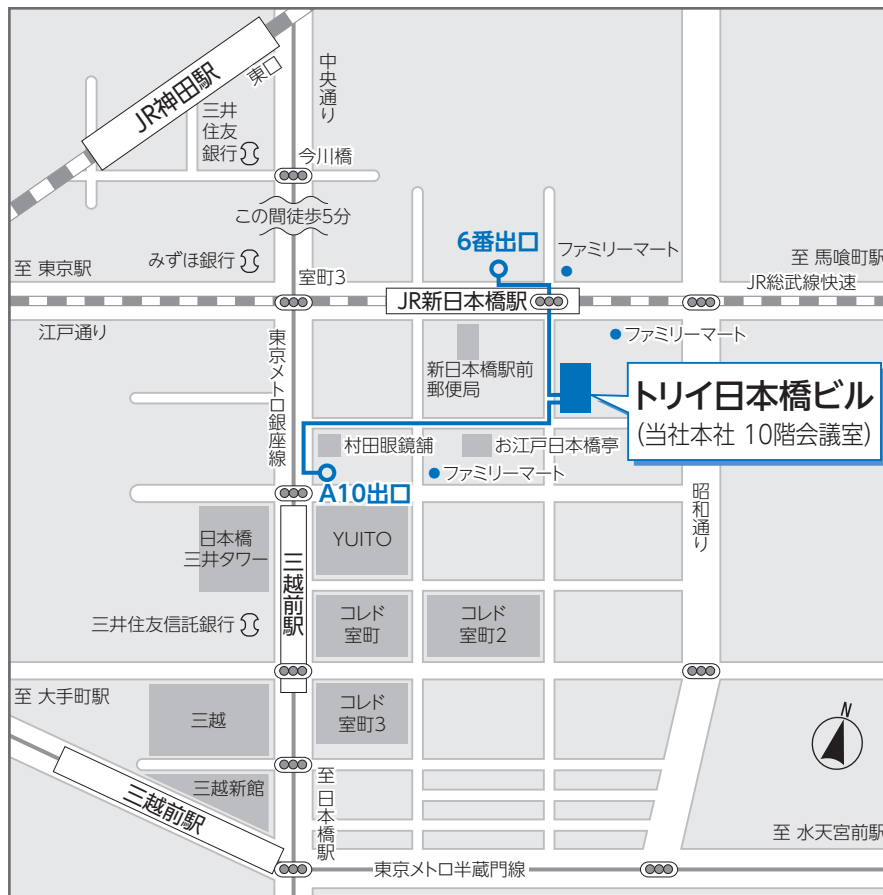 JR神田駅
東口
中央通り
三井
住友
銀行
今川橋
この間徒歩5分
6番出口
ファミリーマート
至 東京駅
みずほ銀行
室町3
至 馬喰町駅
JR総武線快速
JR新日本橋駅
江戸通り
ファミリーマート
東京メトロ銀座線
新日本橋駅前
郵便局
トリイ日本橋ビル
(当社本社 10階会議室)
村田眼鏡舗
お江戸日本橋亭
ファミリーマート
A10出口
昭和通り
日本橋
三井タワー
YUITO
三越前駅
三井住友信託銀行
コレド
室町
コレド
室町2
至 大手町駅
三越
コレド
室町3
N
三越新館
三越前駅
至 日本橋駅
至 水天宮前駅
東京メトロ半蔵門線